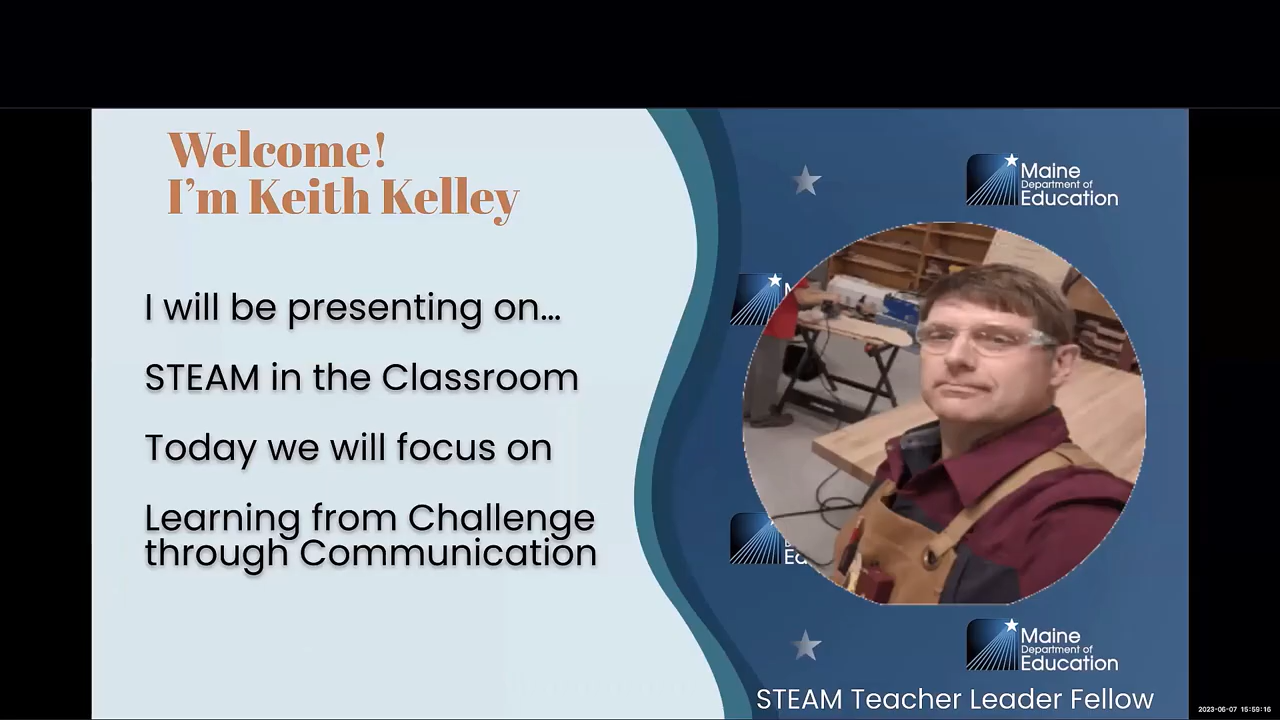 Welcome!
I'm Keith Kelley
I will be presenting on...
STEAM in the Classroom
Today we will focus on
Learning from Challenge
through Communication
Maine
Department of
Education
M
Ed
Maine
Department of
Education
STEAM Teacher Leader Fellow
2023-06-07 15:59:16